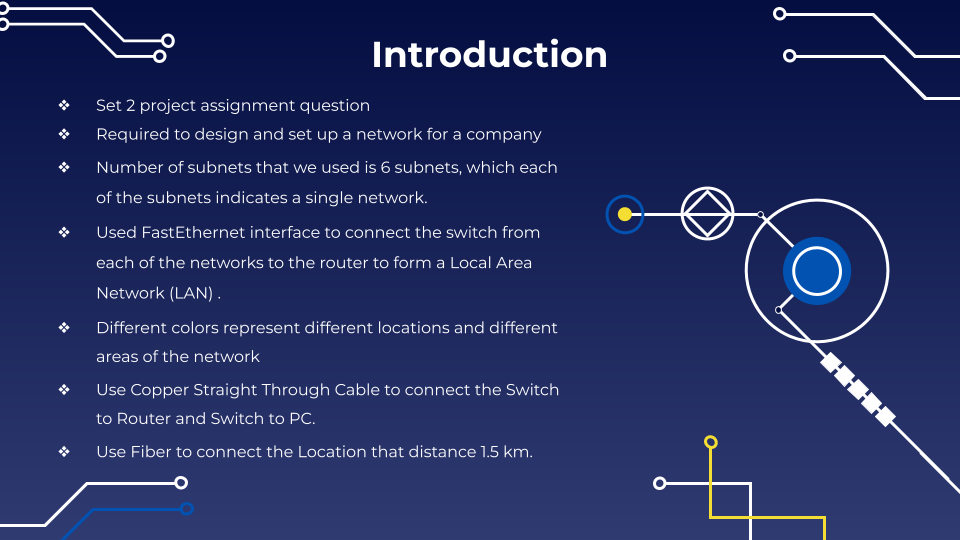 Introduction
❖ Set 2 project assignment question
❖ Required to design and set up a network for a company
❖ Number of subnets that we used is 6 subnets, which each
of the subnets indicates a single network.
❖ Used FastEthernet interface to connect the switch from
each of the networks to the router to form a Local Area
Network (LAN) .
❖ Different colors represent different locations and different
areas of the network
❖ Use Copper Straight Through Cable to connect the Switch
to Router and Switch to PC.
❖ Use Fiber to connect the Location that distance 1.5 km.